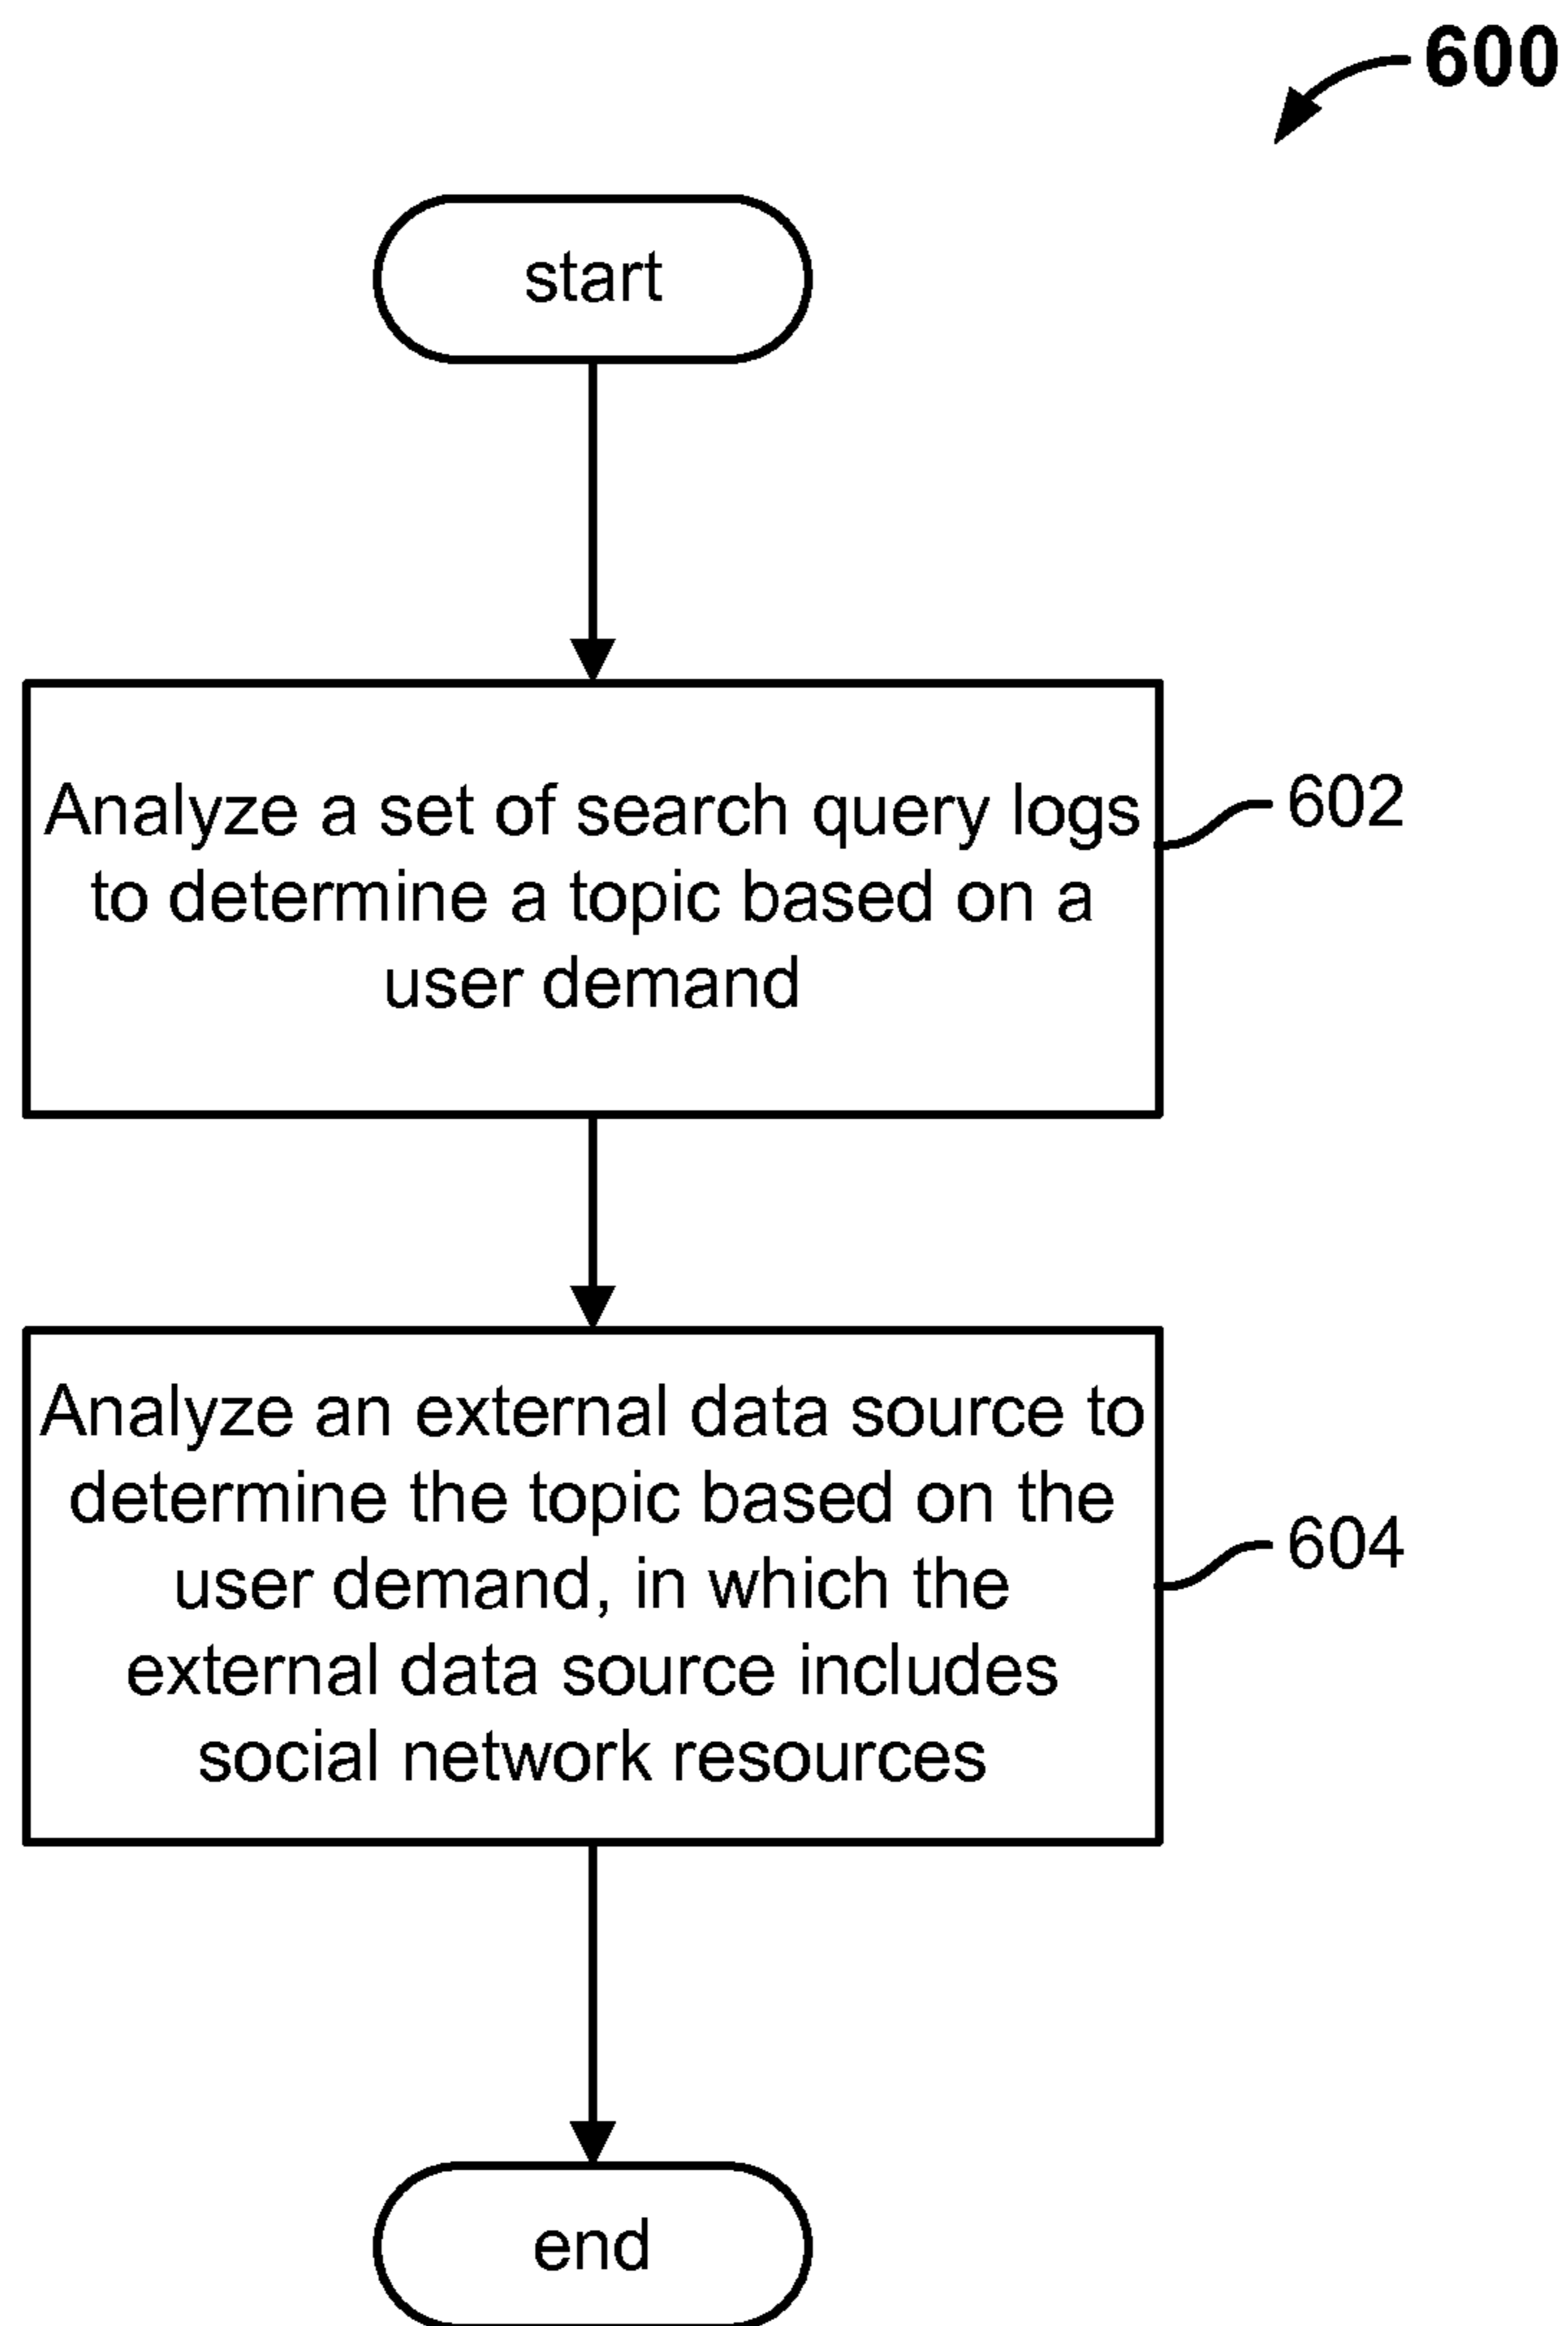 600
start
Analyze a set of search query logs
to determine a topic based on a
user demand
602
Analyze an external data source to
determine the topic based on the
user demand, in which the
external data source includes
social network resources
604
end